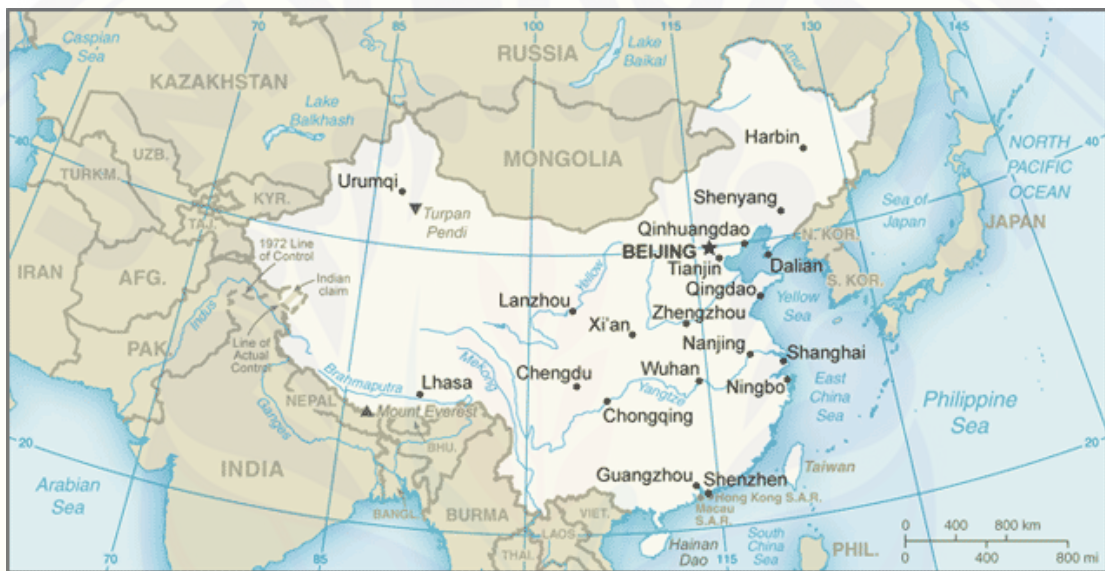 70
85
100
115
130
145
Caspian
Sea
RUSSIA
Lake
Baikal
Amur
KAZAKHSTAN
Lake
Balkhash
Ob
MONGOLIA
Harbin
40
40
NORTH
PACIFIC
OCEAN
UZB.
TURKM.
KYR.
TAJ.
Urumqi
Turpan
Pendi
Shenyang
Sea of
Japan
JAPAN
Qinhuangdao
BEIJING
Tianjin
N. KOR.
Dalian
S. KOR.
1972 Line
of Control
Indian
claim
IRAN
AFG.
Indus
Yellow
Lanzhou
Qingdao
Yellow
Sea
Zhengzhou
Xi'an
PAK.
Line of
Actual
Control
Nanjing
Shanghai
Mekong
Brahmaputra
Lhasa
Chengdu
Wuhan
Ningbo
East
China
Sea
Yangtze
Chongqing
NEPAL
Mount Everest
Ganges
BHU.
Philippine
Sea
20
20
INDIA
Arabian
Sea
Guangzhou
Shenzhen
Taiwan
Hong Kong S.A.R.
Macau
S.A.R.
BANGL.
BURMA
VIET.
LAOS
THAI.
Hainan
Dao
South
China
Sea
PHIL.
0 400 800 km
0 400 800 mi
70
85
115